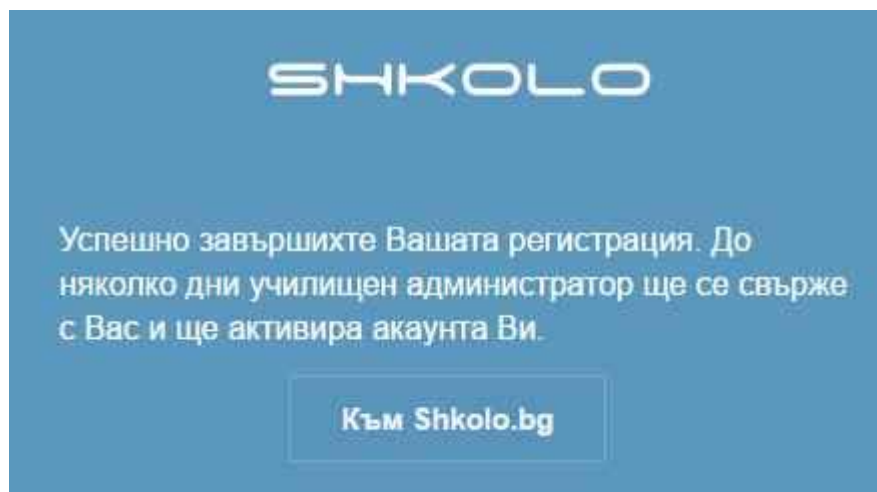 SHKOLO
Успешно завършихте Вашата регистрация. До
няколко дни училищен администратор ще се свърже
с Вас и ще активира акаунта Ви.
Към Shkolo.bg